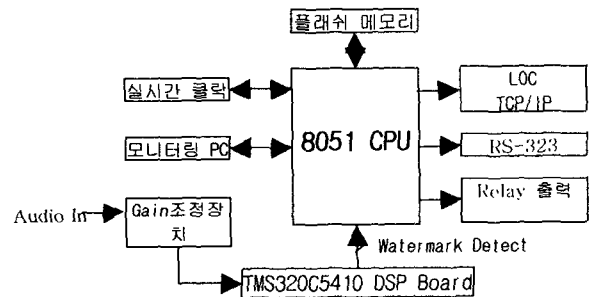 플래쉬 메모리
실시간 클락
LOC
TCP/IP
모니터링 PC
8051 CPU
RS-323
Relay 출력
Audio In
Gain조정장
치
Watermark Detect
TMS320C5410 DSP Board